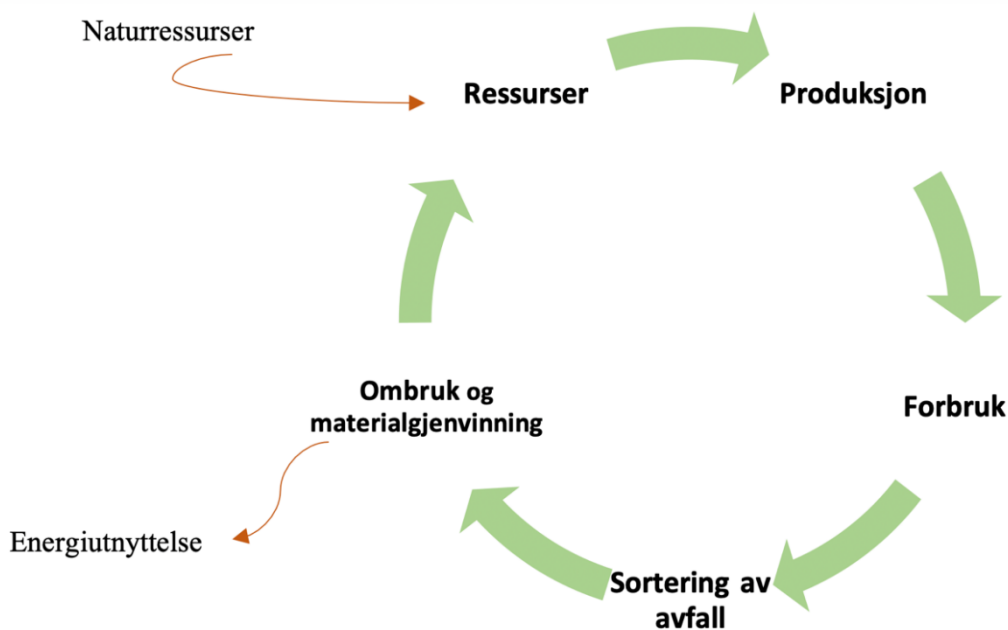 Naturressurser
Ressurser
Produksjon
Forbruk
Sortering av
avfall
Ombruk og
materialgjenvinning
Energiutnyttelse